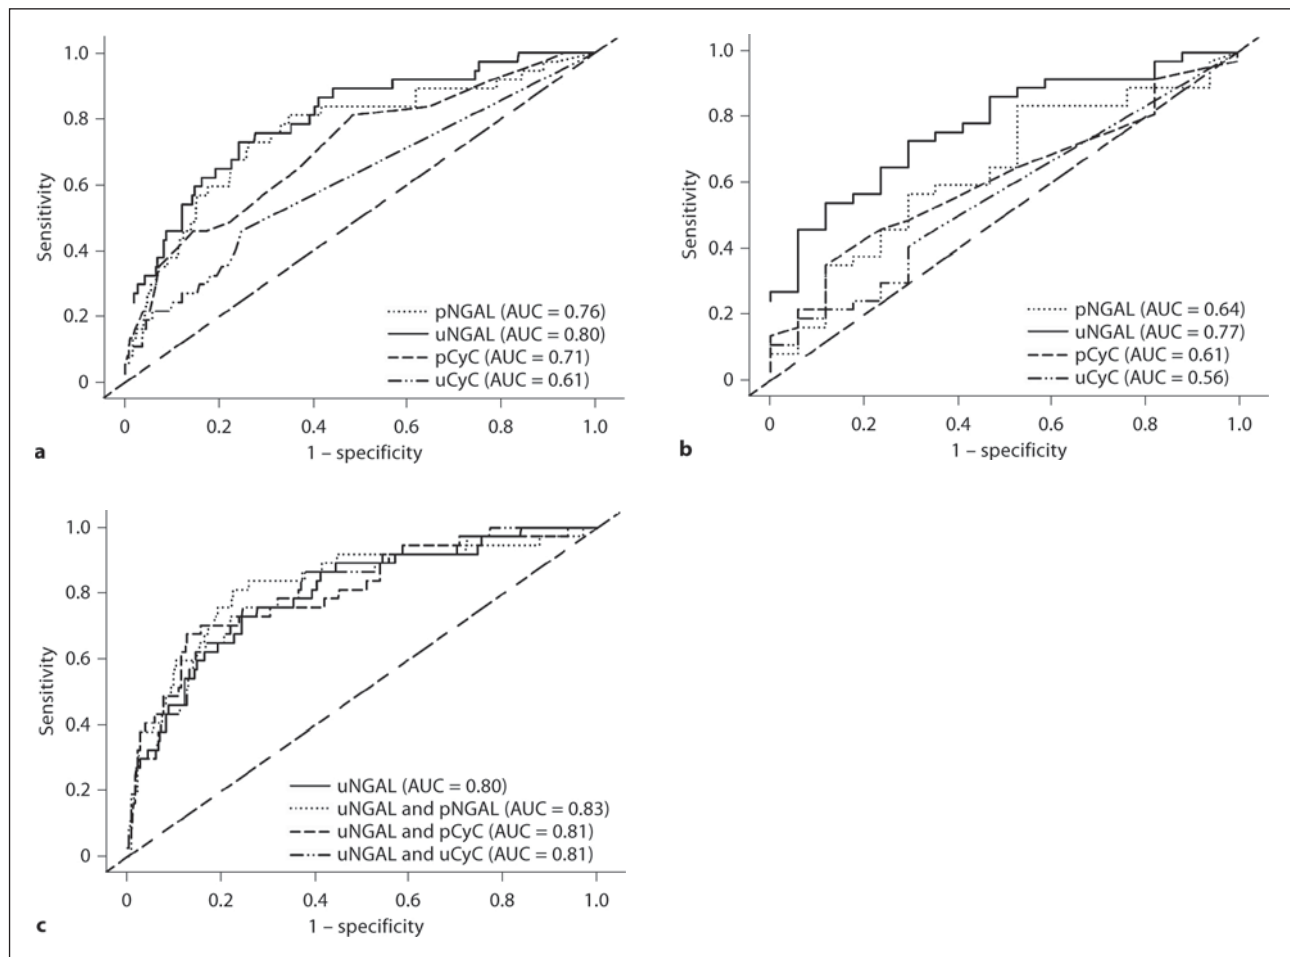 1.0
0.8
0.6
0.4
0.2
0
Sensitivity
pNGAL (AUC = 0.76)
uNGAL (AUC = 0.80)
pCyC (AUC = 0.71)
uCyC (AUC = 0.61)
0 0.2 0.4 0.6 0.8 1.0
1 – specificity
a
1.0
0.8
0.6
0.4
0.2
0
Sensitivity
pNGAL (AUC = 0.64)
uNGAL (AUC = 0.77)
pCyC (AUC = 0.61)
uCyC (AUC = 0.56)
0 0.2 0.4 0.6 0.8 1.0
1 – specificity
b
1.0
0.8
0.6
0.4
0.2
0
Sensitivity
uNGAL (AUC = 0.80)
uNGAL and pNGAL (AUC = 0.83)
uNGAL and pCyC (AUC = 0.81)
uNGAL and uCyC (AUC = 0.81)
0 0.2 0.4 0.6 0.8 1.0
1 – specificity
c